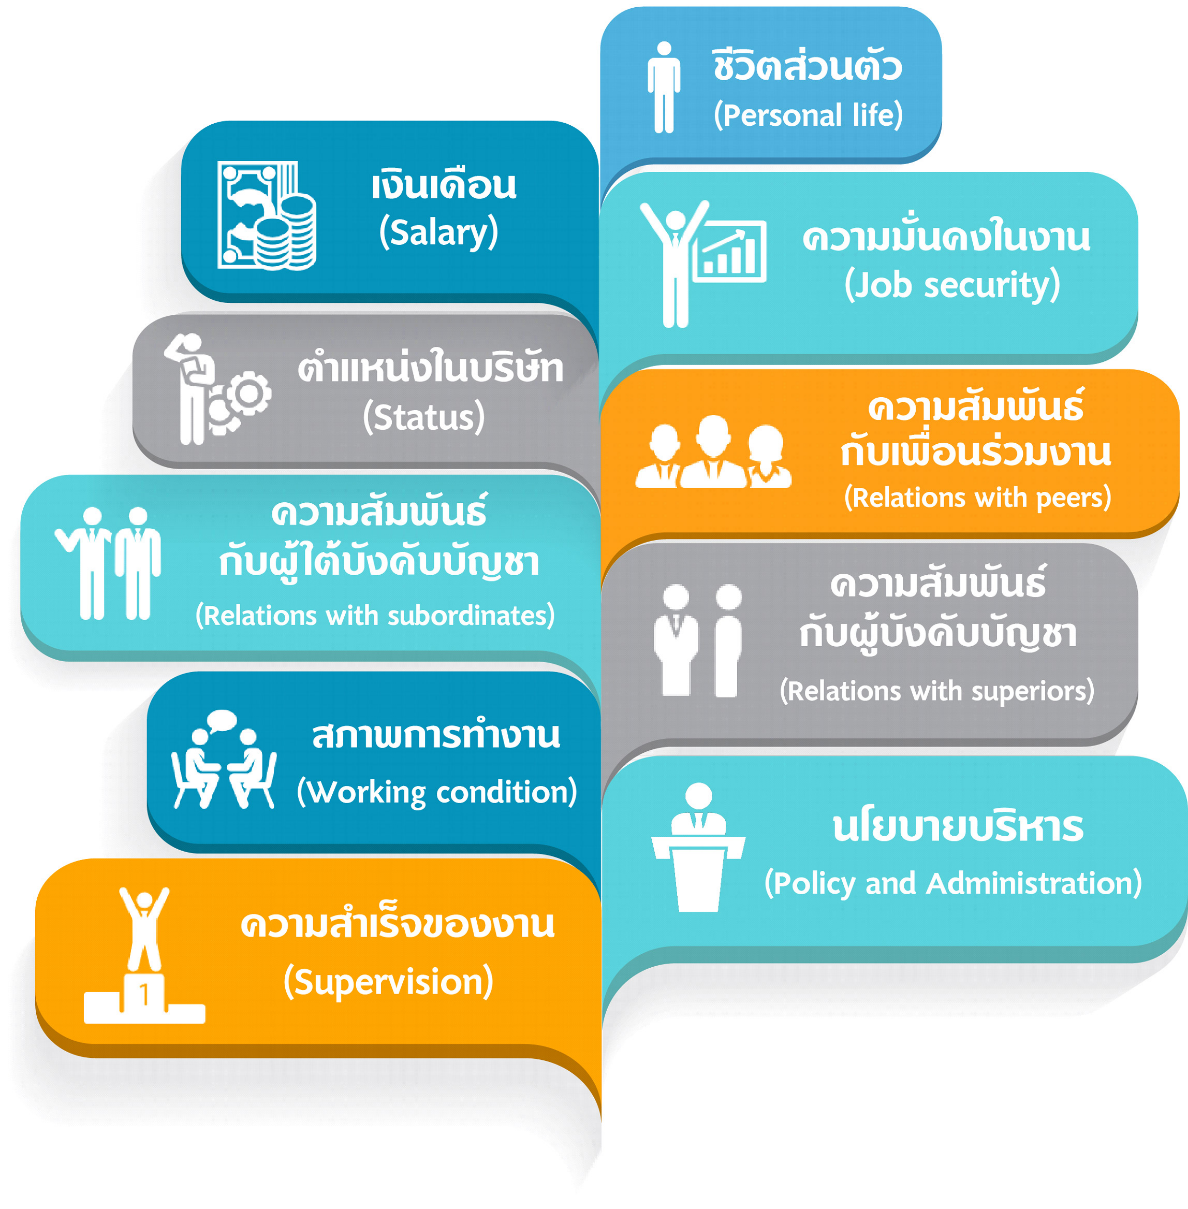 ชีวิตส่วนตัว
(Personal life)
เงินเดือน
(Salary)
ความมั่นคงในงาน
(Job security)
ตำแหน่งในบริษัท
(Status)
ความสัมพันธ์
กับเพื่อนร่วมงาน
(Relations with peers)
ความสัมพันธ์
กับผู้ใต้บังคับบัญชา
(Relations with subordinates)
ความสัมพันธ์
กับผู้บังคับบัญชา
(Relations with superiors)
สภาพการทำงาน
(Working condition)
นโยบายบริหาร
(Policy and Administration)
ความสำเร็จของงาน
(Supervision)
1